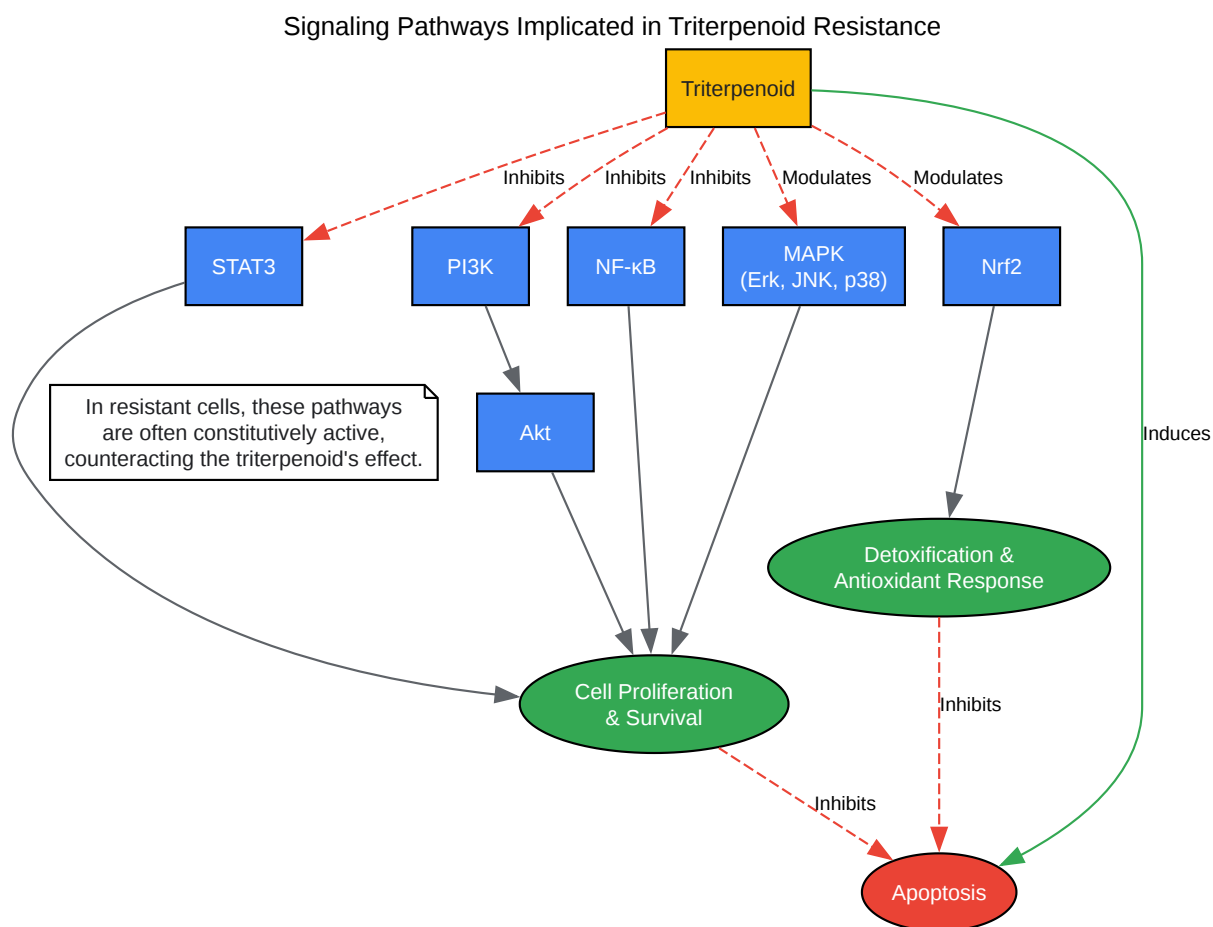 Signaling Pathways Implicated in Triterpenoid Resistance
Triterpenoid
Inhibits
Inhibits
Inhibits
Modulates
Modulates
STAT3
PI3K
NF-κB
MAPK
(Erk, JNK, p38)
Nrf2
In resistant cells, these pathways
are often constitutively active,
counteracting the triterpenoid's effect.
Akt
Induces
Detoxification &
Antioxidant Response
Cell Proliferation
& Survival
Inhibits
Inhibits
Apoptosis